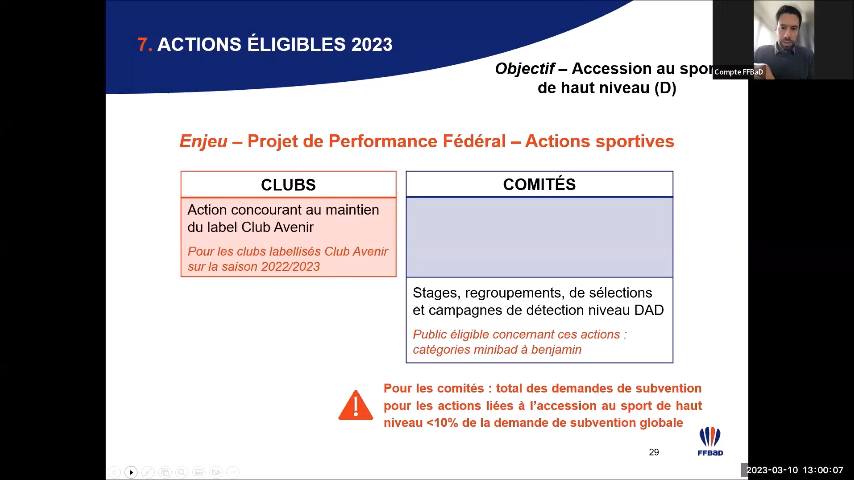 7. ACTIONS ÉLIGIBLES 2023
Compte FFBaD
Objectif – Accession au spor
de haut niveau (D)
Enjeu – Projet de Performance Fédéral – Actions sportives
CLUBS
Action concourant au maintien
du label Club Avenir
Pour les clubs labellisés Club Avenir
sur la saison 2022/2023
COMITÉS
Stages, regroupements, de sélections
et campagnes de détection niveau DAD
Public éligible concernant ces actions :
catégories minibad à benjamin
Pour les comités : total des demandes de subvention
pour les actions liées à l'accession au sport de haut
niveau <10% de la demande de subvention globale
29
FFBaD
2023-03-10 13:00:07